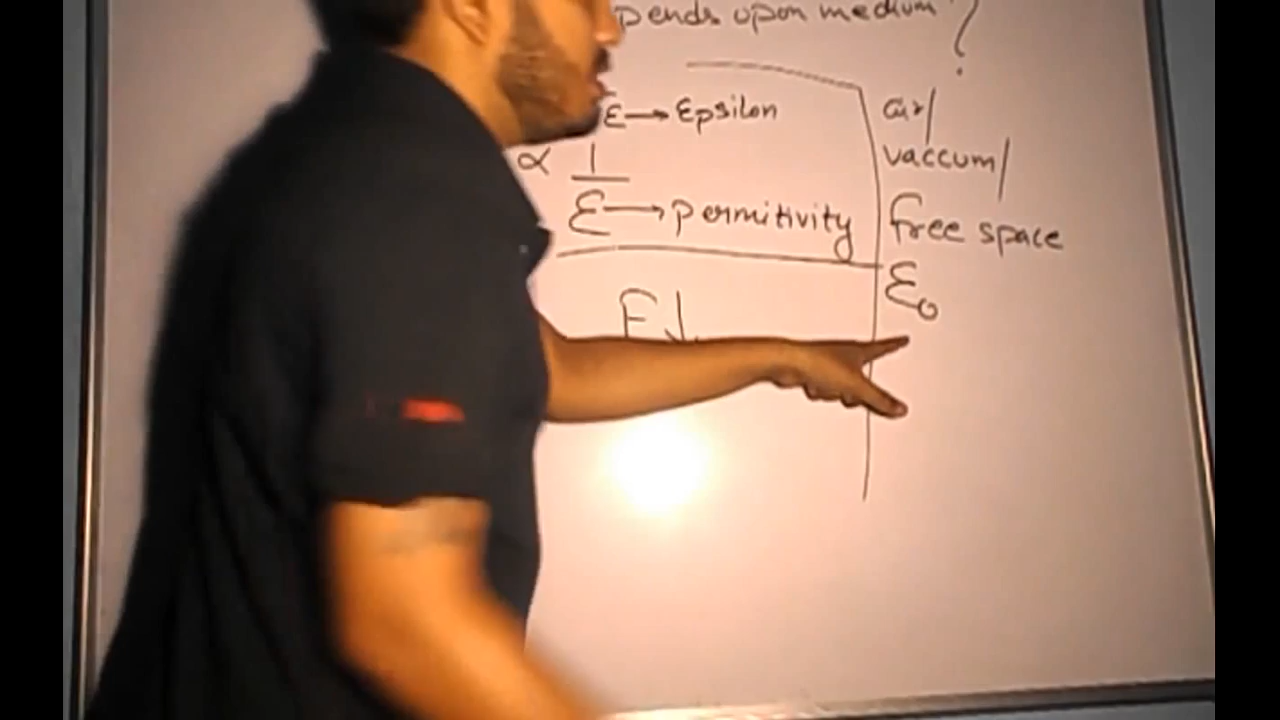 pends upon medium ?
ε → Epsilon
∝ 1
ε → permitivity
F↓
air/
vaccum/
free space
ε₀